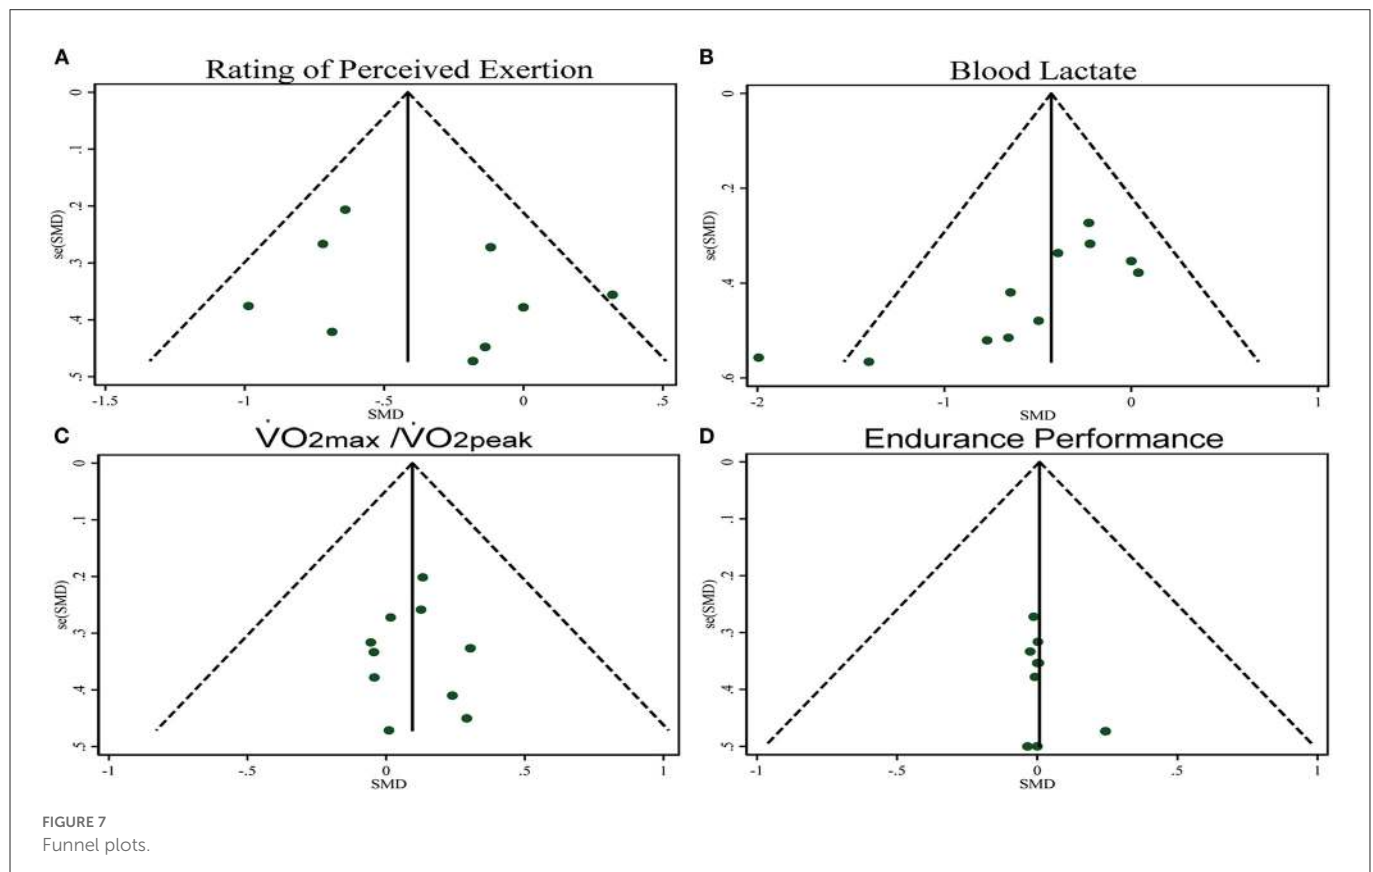 A
Rating of Perceived Exertion
0
.1
.2
.3
.4
.5
se(SMD)
-1.5
-1
-.5
0
.5
SMD
B
Blood Lactate
0
.2
.4
.6
se(SMD)
-2
-1
0
1
SMD
C
V̇O2max /V̇O2peak
0
.1
.2
.3
.4
.5
se(SMD)
-1
-.5
0
.5
1
SMD
D
Endurance Performance
0
.1
.2
.3
.4
.5
se(SMD)
-1
-.5
0
.5
1
SMD
FIGURE 7
Funnel plots.